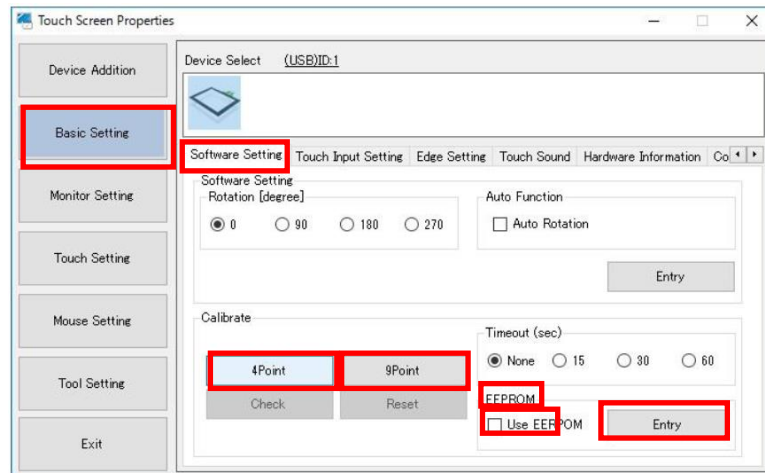 Touch Screen Properties
Device Addition
Basic Setting
Monitor Setting
Touch Setting
Mouse Setting
Tool Setting
Exit
Device Select (USB)ID:1
Software Setting Touch Input Setting Edge Setting Touch Sound Hardware Information Co
Software Setting
Rotation [degree]
0 90 180 270
Auto Function
Auto Rotation
Entry
Calibrate
4Point 9Point
Check Reset
Timeout (sec)
None 15 30 60
EEPROM
Use EERPOM
Entry